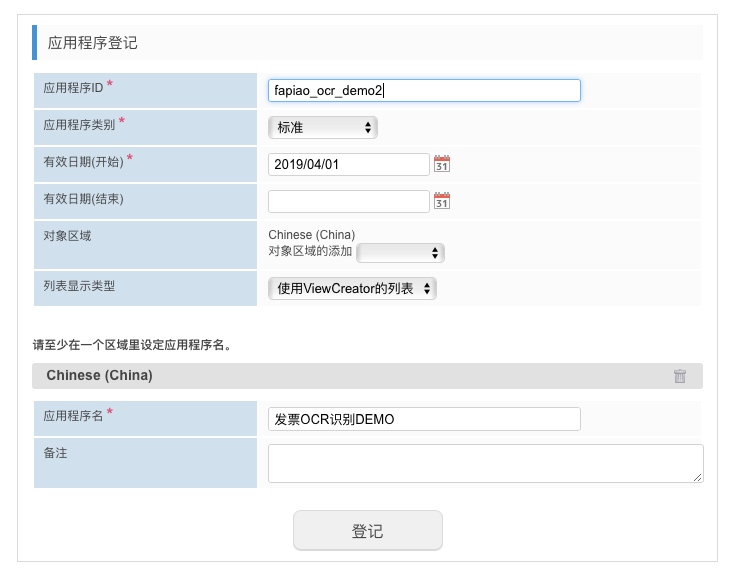 应用程序登记
应用程序ID *
fapiao_ocr_demo2
应用程序类别 *
标准
有效日期(开始) *
2019/04/01
31
有效日期(结束)
31
对象区域
Chinese (China)
对象区域的添加
列表显示类型
使用ViewCreator的列表
请至少在一个区域里设定应用程序名。
Chinese (China)
应用程序名 *
发票OCR识别DEMO
备注
登记